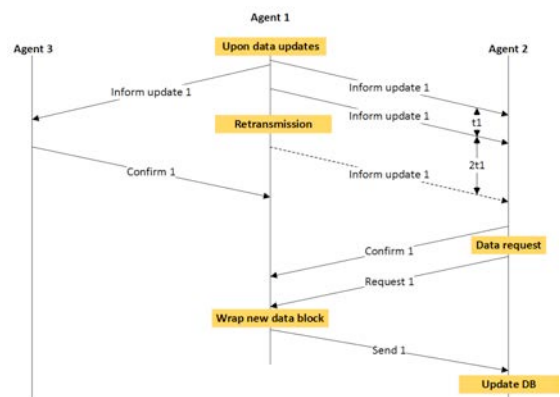 Agent 1
Agent 3
Upon data updates
Agent 2
Inform update 1
Inform update 1
t1
Inform update 1
Retransmission
2t1
Confirm 1
Inform update 1
Data request
Confirm 1
Request 1
Wrap new data block
Send 1
Update DB